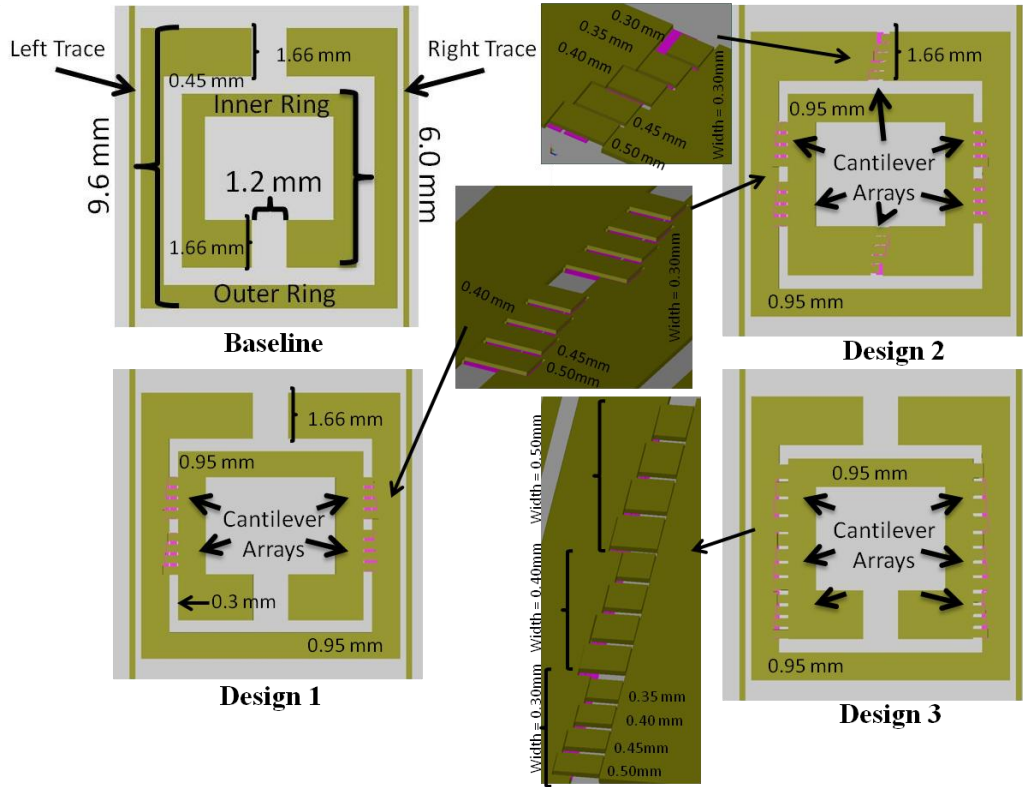 Left Trace
1.66 mm
Right Trace
0.45 mm
Inner Ring
9.6 mm
6.0 mm
1.2 mm
1.66 mm
Outer Ring
Baseline
0.30 mm
0.35 mm
0.40 mm
0.45 mm
0.50 mm
Width = 0.30mm
1.66 mm
0.95 mm
Cantilever
Arrays
0.95 mm
Design 2
Width = 0.30mm
0.40 mm
0.45mm
0.50mm
1.66 mm
0.95 mm
Cantilever
Arrays
0.3 mm
0.95 mm
Design 1
Width = 0.50mm
Width = 0.40mm
Width = 0.30mm
0.35 mm
0.40 mm
0.45mm
0.50mm
0.95 mm
Cantilever
Arrays
0.95 mm
Design 3